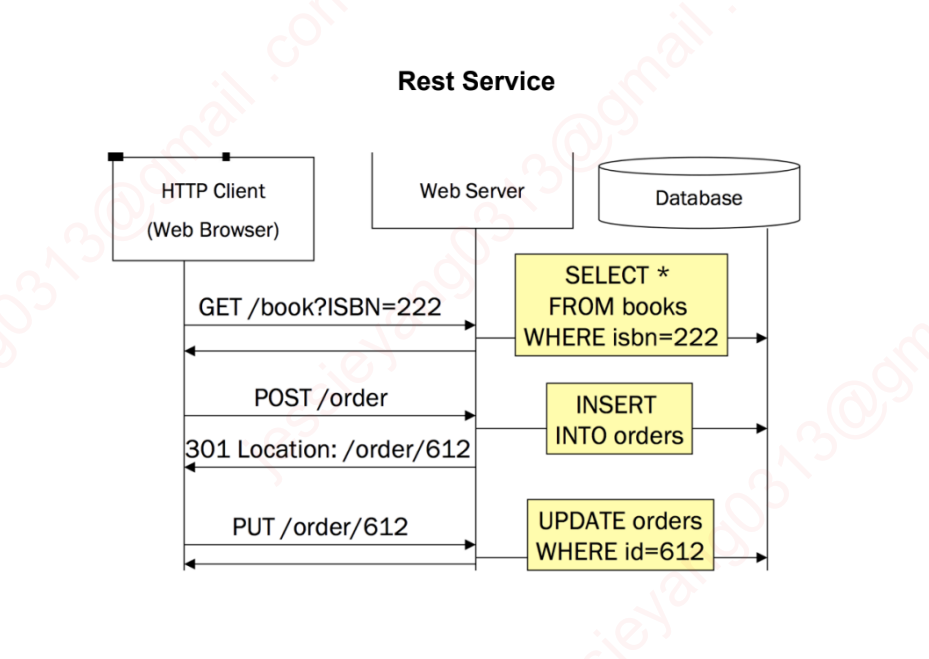 Rest Service
HTTP Client
(Web Browser)
Web Server
Database
GET /book?ISBN=222
SELECT *
FROM books
WHERE isbn=222
POST /order
INSERT
INTO orders
301 Location: /order/612
PUT /order/612
UPDATE orders
WHERE id=612